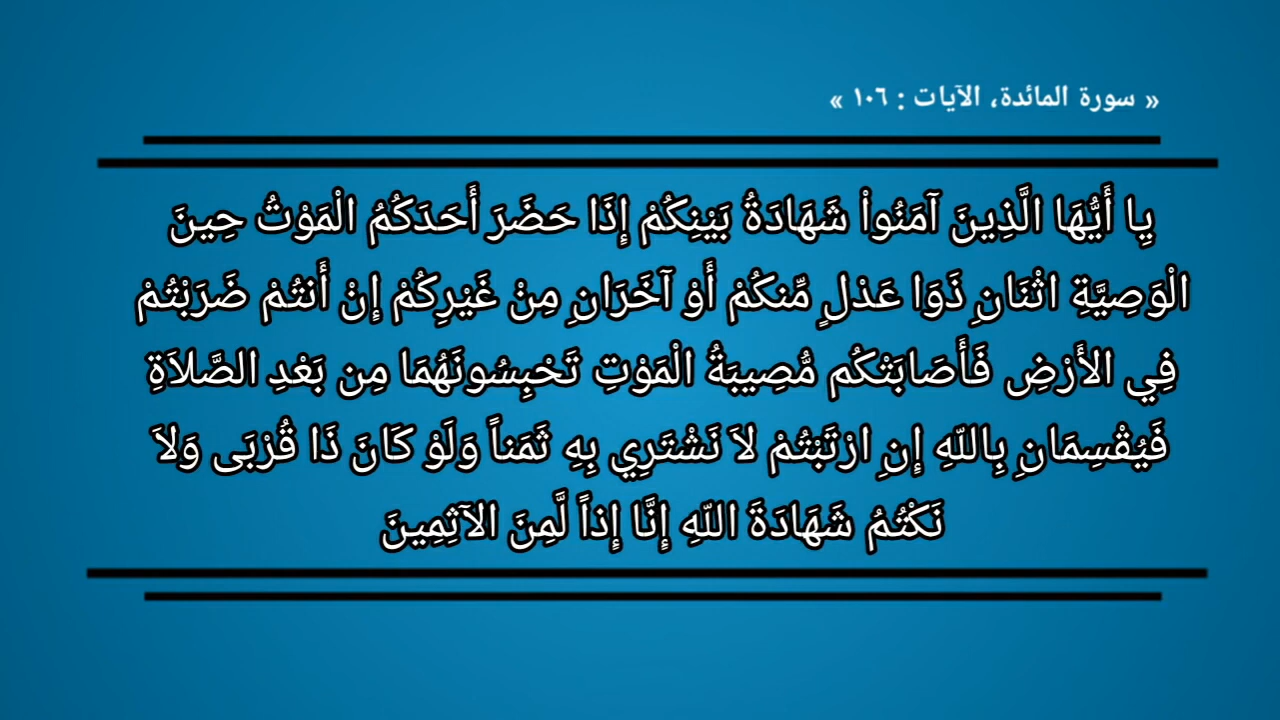 « سورة المائدة، الآيات : ١٠٦ »
يِا أَيُّهَا الَّذِينَ آمَنُواْ شَهَادَةُ بَيْنِكُمْ إِذَا حَضَرَ أَحَدَكُمُ الْمَوْتُ حِينَ
الْوَصِيَّةِ اثْنَانِ ذَوَا عَدْلٍ مِّنكُمْ أَوْ آخَرَانِ مِنْ غَيْرِكُمْ إِنْ أَنتُمْ ضَرَبْتُمْ
فِي الأَرْضِ فَأَصَابَتْكُم مُّصِيبَةُ الْمَوْتِ تَحْبِسُونَهُمَا مِن بَعْدِ الصَّلاَةِ
فَيُقْسِمَانِ بِاللّهِ إِنِ ارْتَبْتُمْ لاَ نَشْتَرِي بِهِ ثَمَناً وَلَوْ كَانَ ذَا قُرْبَى وَلاَ
نَكْتُمُ شَهَادَةَ اللّهِ إِنَّا إِذاً لَّمِنَ الآثِمِينَ